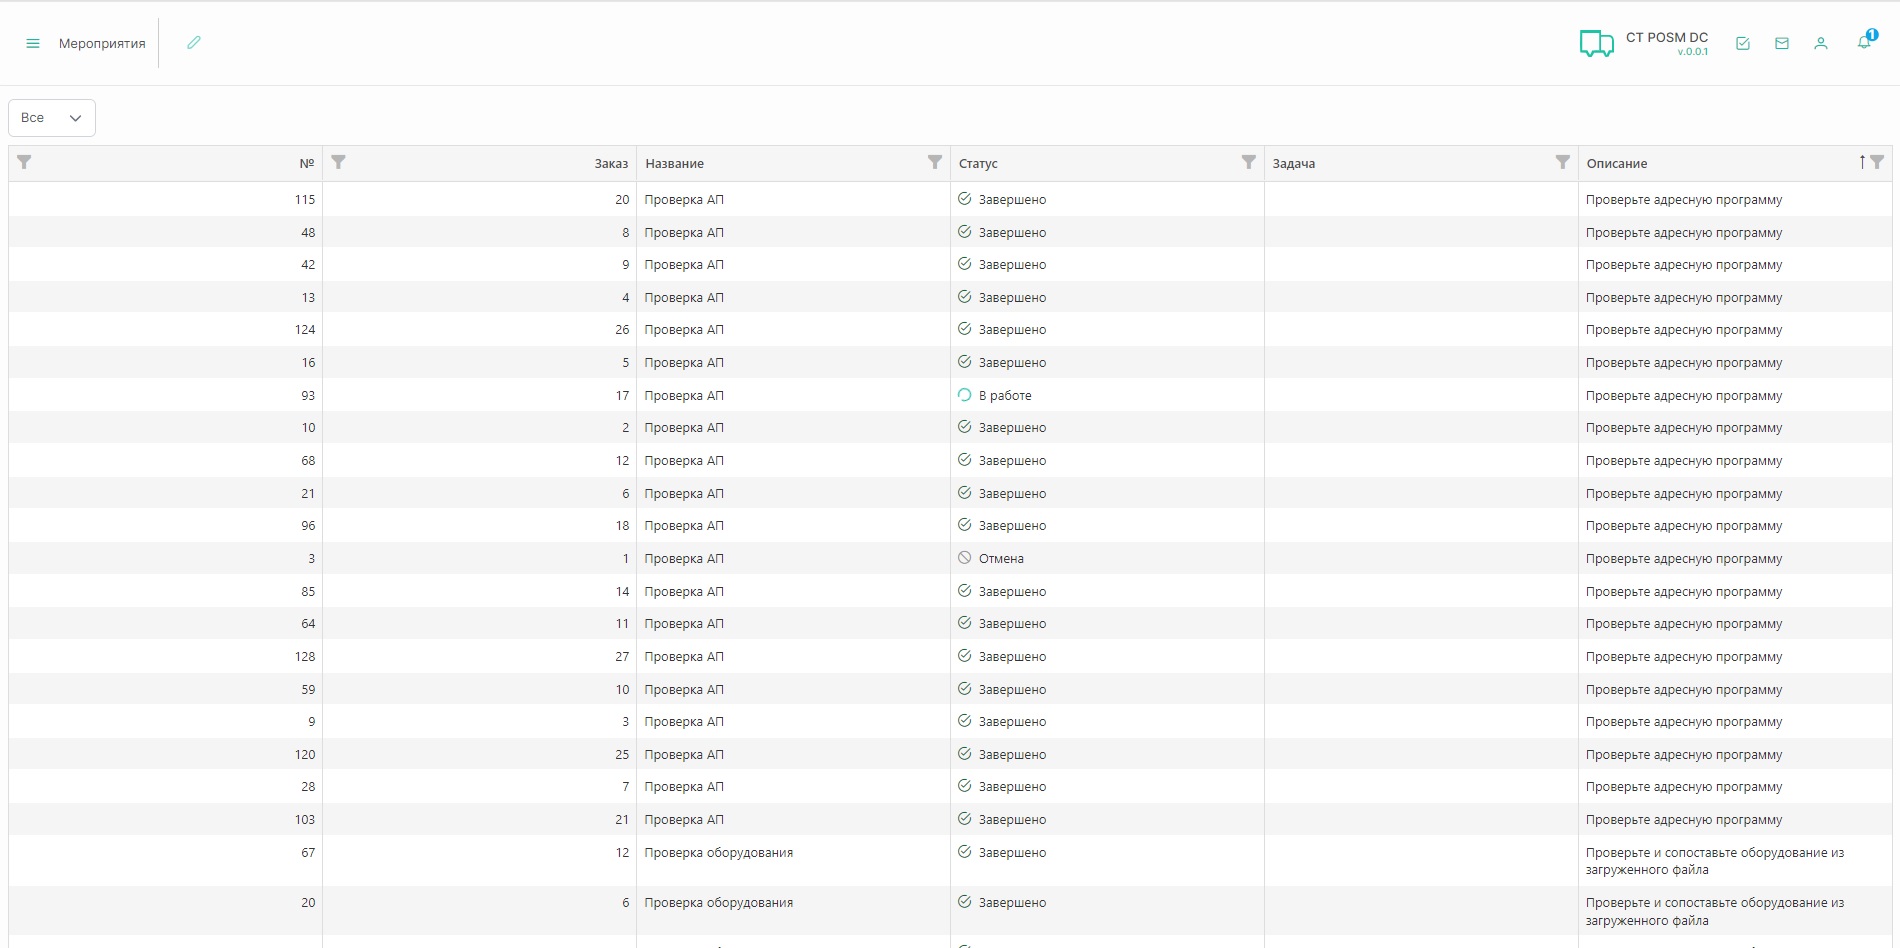 Мероприятия
CT POSM DC
v.0.0.1
1
Все
№ Заказ Название Статус Задача Описание
115 20 Проверка АП Завершено Проверьте адресную программу
48 8 Проверка АП Завершено Проверьте адресную программу
42 9 Проверка АП Завершено Проверьте адресную программу
13 4 Проверка АП Завершено Проверьте адресную программу
124 26 Проверка АП Завершено Проверьте адресную программу
16 5 Проверка АП Завершено Проверьте адресную программу
93 17 Проверка АП В работе Проверьте адресную программу
10 2 Проверка АП Завершено Проверьте адресную программу
68 12 Проверка АП Завершено Проверьте адресную программу
21 6 Проверка АП Завершено Проверьте адресную программу
96 18 Проверка АП Завершено Проверьте адресную программу
3 1 Проверка АП Отмена Проверьте адресную программу
85 14 Проверка АП Завершено Проверьте адресную программу
64 11 Проверка АП Завершено Проверьте адресную программу
128 27 Проверка АП Завершено Проверьте адресную программу
59 10 Проверка АП Завершено Проверьте адресную программу
9 3 Проверка АП Завершено Проверьте адресную программу
120 25 Проверка АП Завершено Проверьте адресную программу
28 7 Проверка АП Завершено Проверьте адресную программу
103 21 Проверка АП Завершено Проверьте адресную программу
67 12 Проверка оборудования Завершено Проверьте и сопоставьте оборудование из
загруженного файла
20 6 Проверка оборудования Завершено Проверьте и сопоставьте оборудование из
загруженного файла